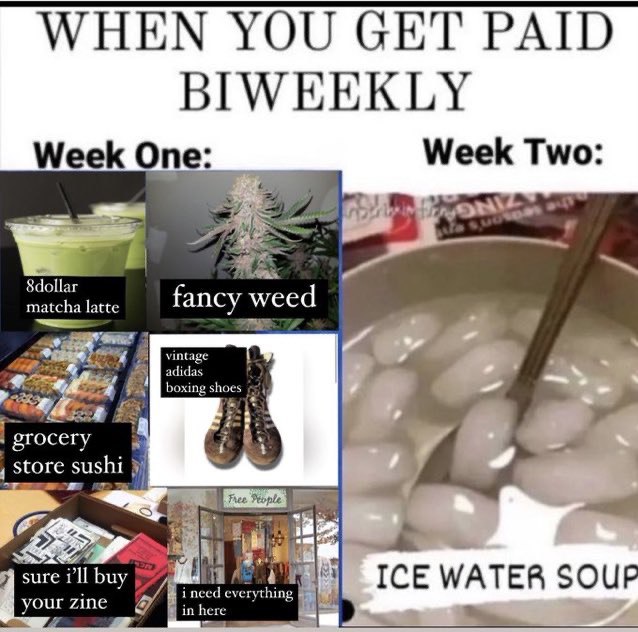 WHEN YOU GET PAID
BIWEEKLY
Week One:
Week Two:
8dollar
matcha latte
fancy weed
vintage
adidas
boxing shoes
grocery
store sushi
sure i’ll buy
your zine
Free People
i need everything
in here
ICE WATER SOUP